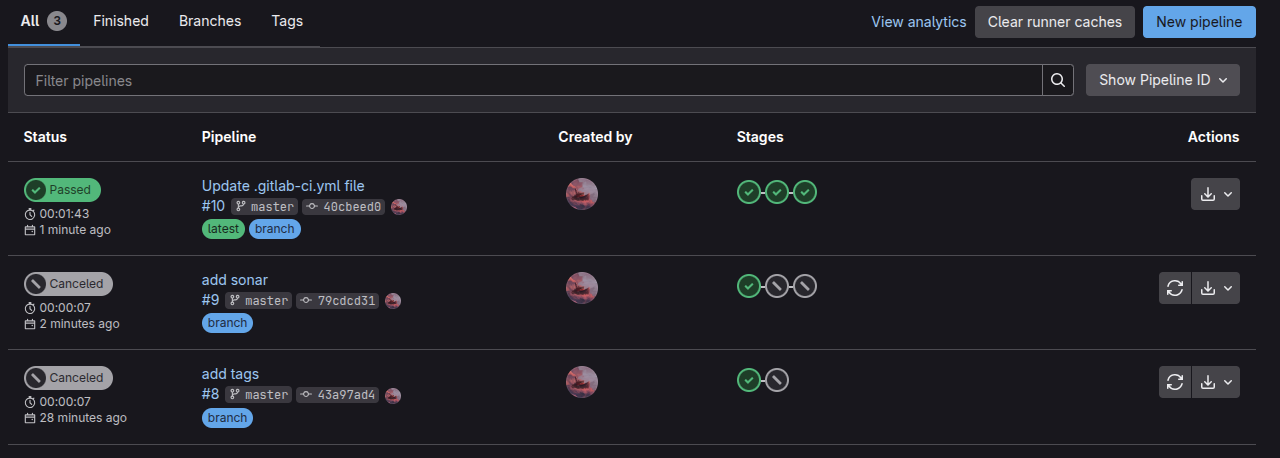 All 3 Finished Branches Tags View analytics Clear runner caches New pipeline
Filter pipelines Show Pipeline ID
Status Pipeline Created by Stages Actions
Passed
00:01:43
1 minute ago
Update .gitlab-ci.yml file
#10 master 40cbeed0
latest branch
Canceled
00:00:07
2 minutes ago
add sonar
#9 master 79cdcd31
branch
Canceled
00:00:07
28 minutes ago
add tags
#8 master 43a97ad4
branch